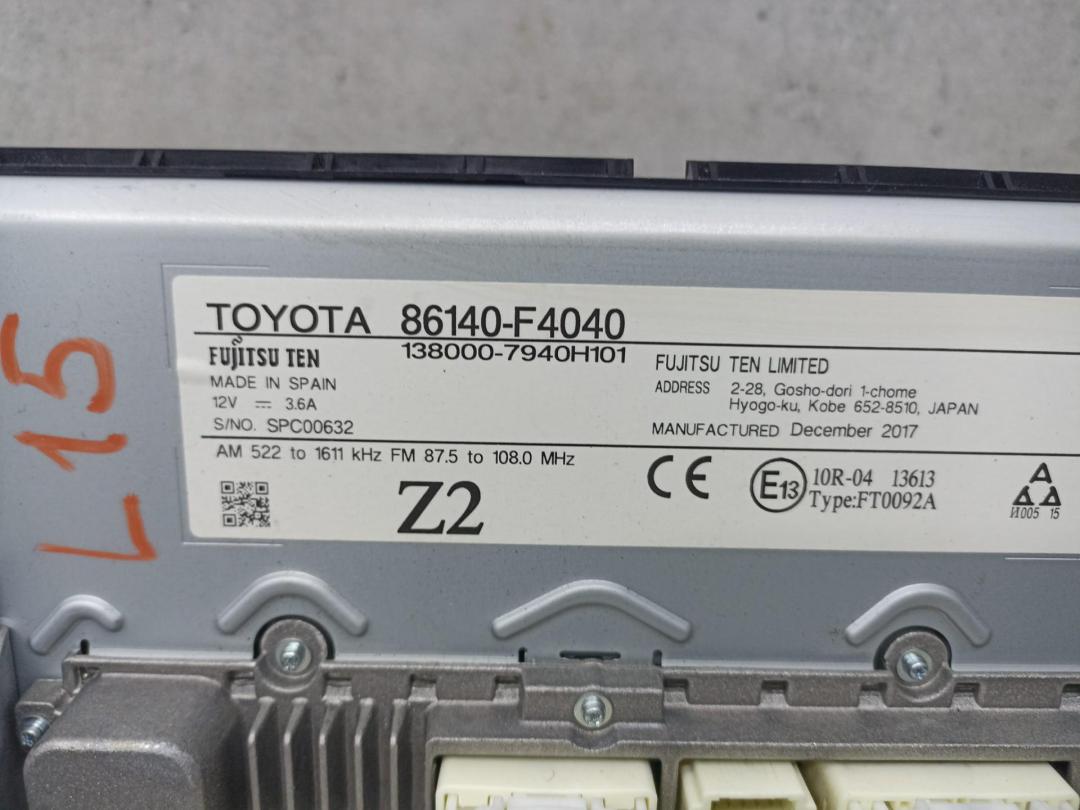 TOYOTA 86140-F4040
FUJITSU TEN 138000-7940H101
MADE IN SPAIN
12V ⎓ 3.6A
S/NO. SPC00632
FUJITSU TEN LIMITED
ADDRESS 2-28, Gosho-dori 1-chome
Hyogo-ku, Kobe 652-8510, JAPAN
MANUFACTURED December 2017
AM 522 to 1611 kHz FM 87.5 to 108.0 MHz
Z2
CE
E13 10R-04 13613
Type:FT0092A
A
A A
И005 15
L15